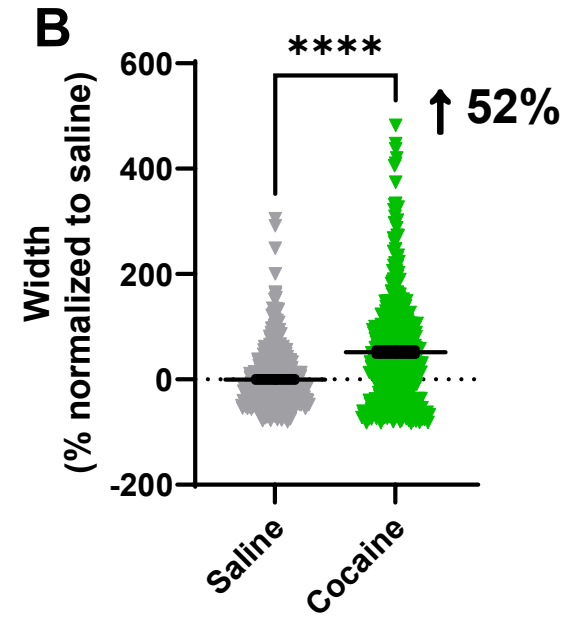 B
****
↑ 52%
Width
(% normalized to saline)
600
400
200
0
-200
Saline
Cocaine